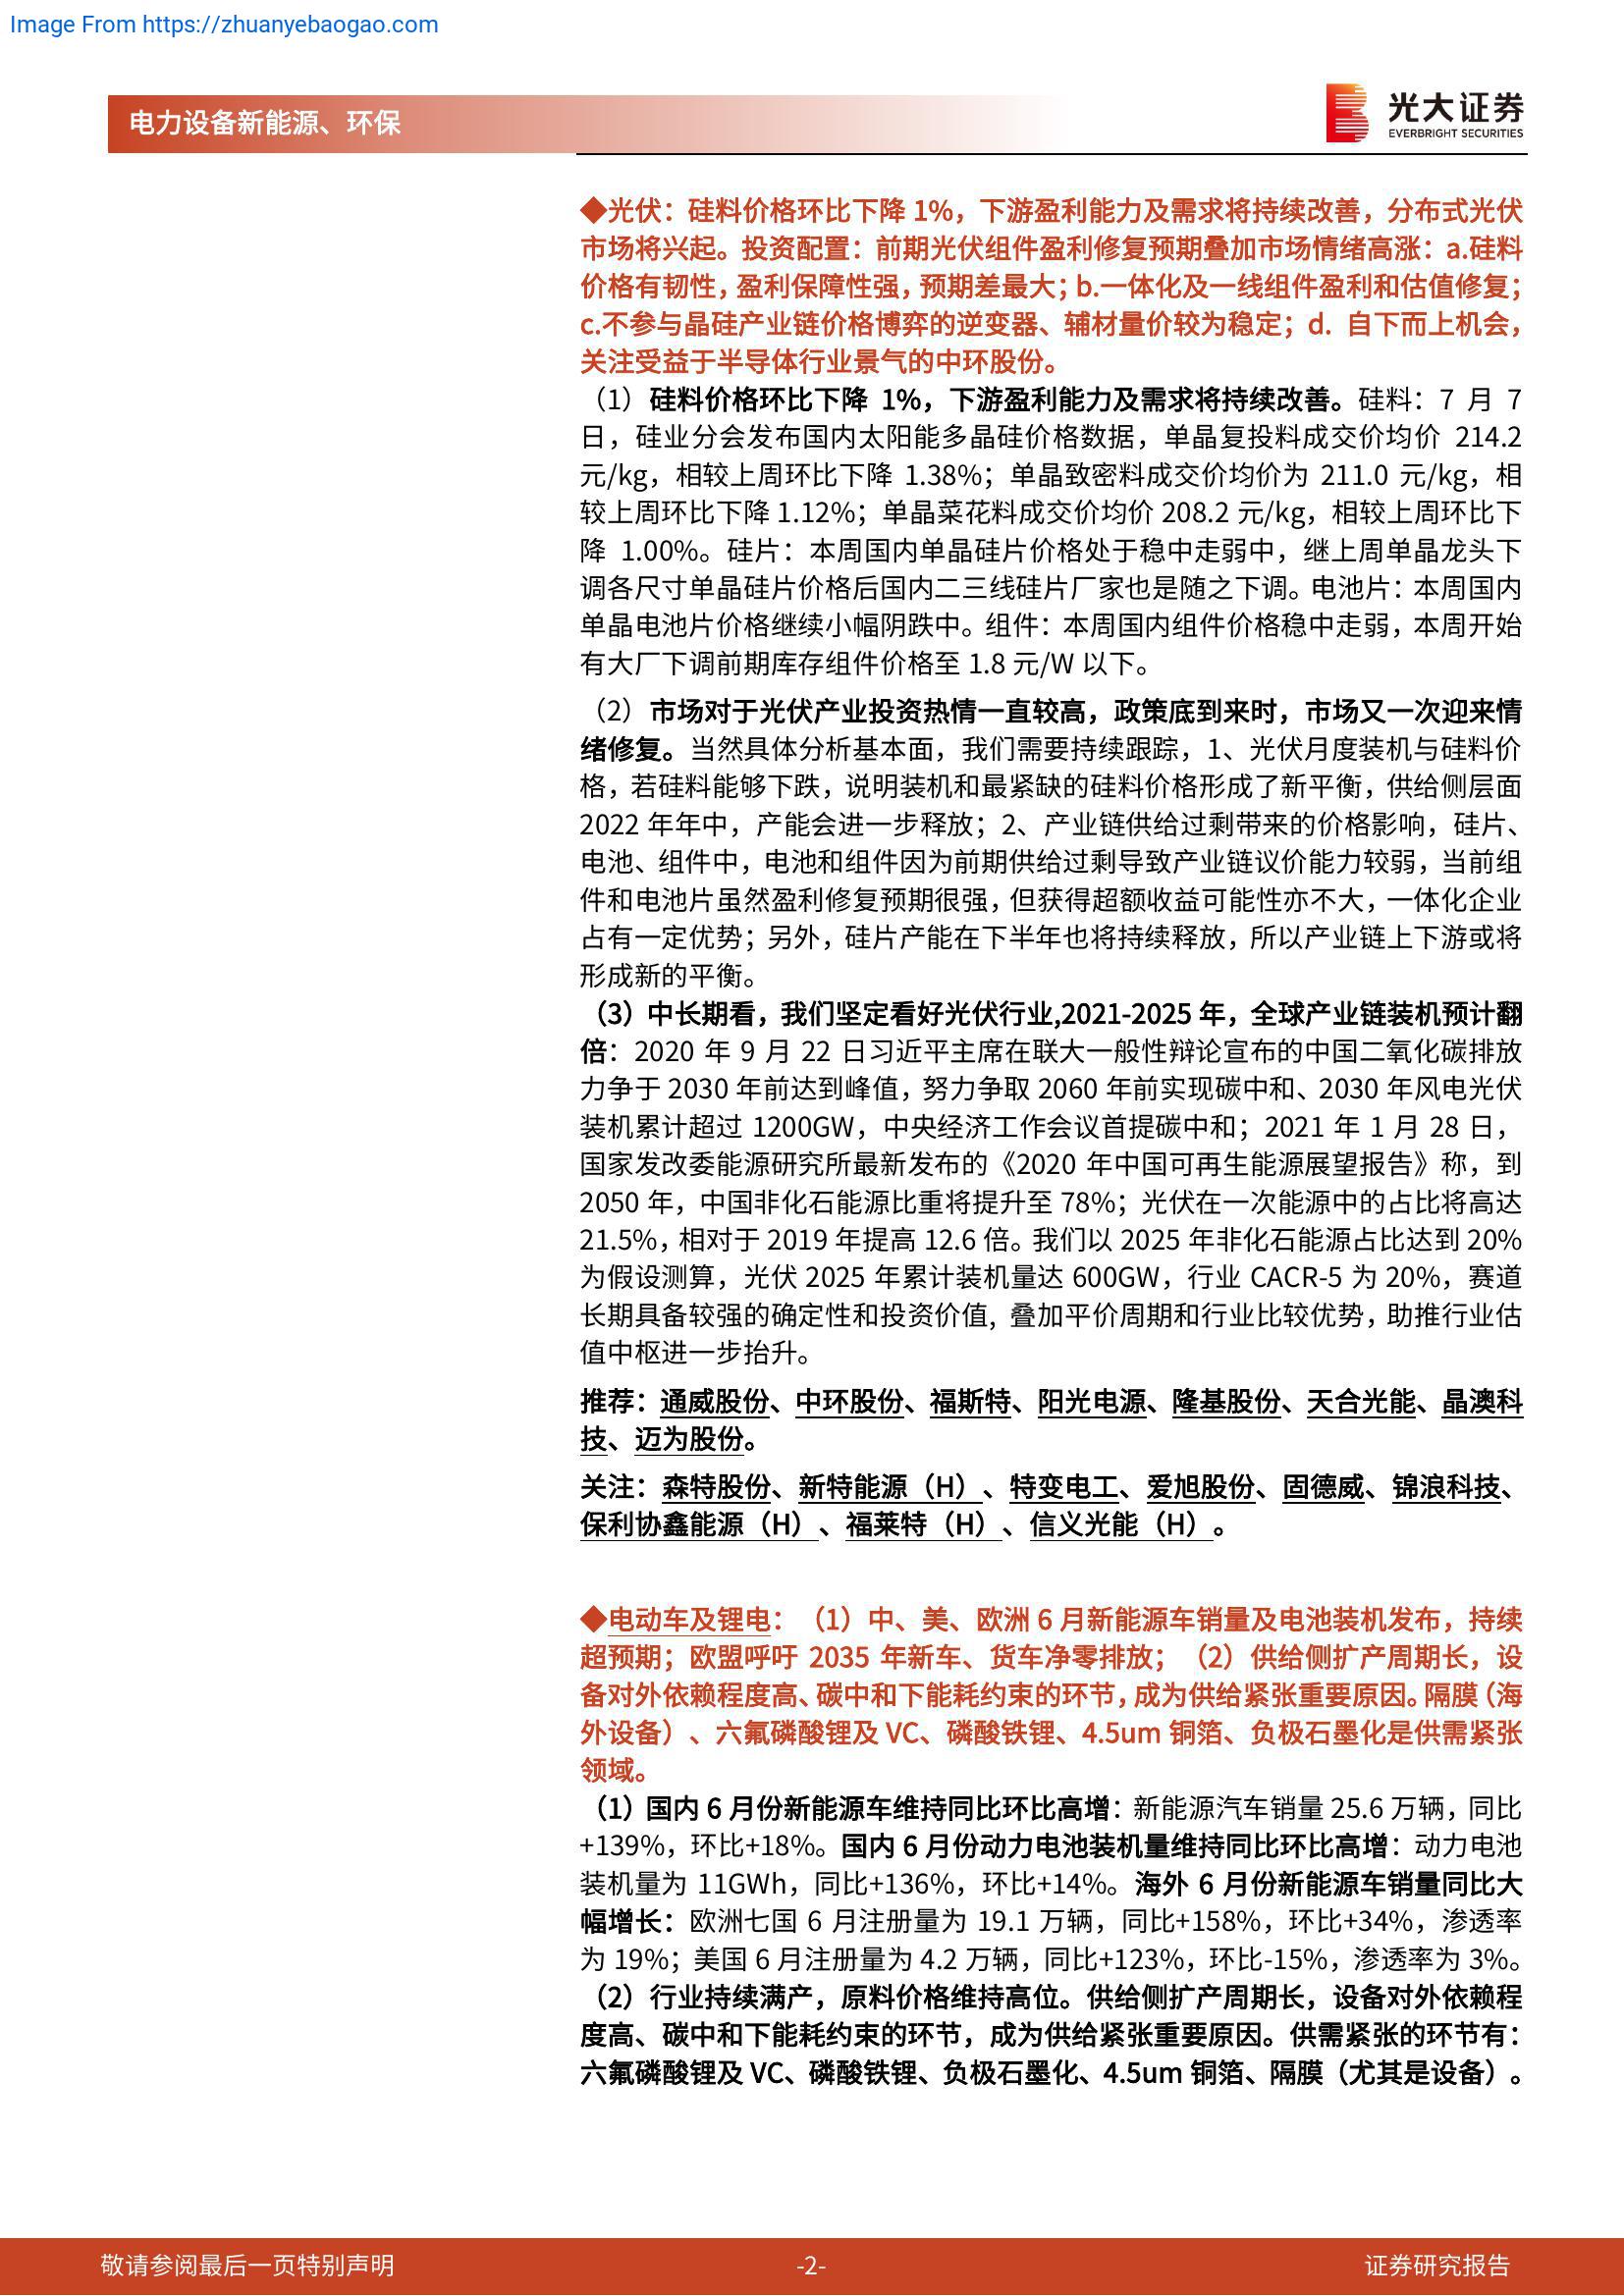 Image From https://zhuanyebaogao.com
电力设备新能源、环保
光大证券
EVERBRIGHT SECURITIES
◆光伏：硅料价格环比下降 1%，下游盈利能力及需求将持续改善，分布式光伏
市场将兴起。投资配置：前期光伏组件盈利修复预期叠加市场情绪高涨：a.硅料
价格有韧性，盈利保障性强，预期差最大；b.一体化及一线组件盈利和估值修复；
c.不参与晶硅产业链价格博弈的逆变器、辅材量价较为稳定；d. 自下而上机会，
关注受益于半导体行业景气的中环股份。
（1）硅料价格环比下降 1%，下游盈利能力及需求将持续改善。硅料：7 月 7
日，硅业分会发布国内太阳能多晶硅价格数据，单晶复投料成交价均价 214.2
元/kg，相较上周环比下降 1.38%；单晶致密料成交价均价为 211.0 元/kg，相
较上周环比下降 1.12%；单晶菜花料成交价均价 208.2 元/kg，相较上周环比下
降 1.00%。硅片：本周国内单晶硅片价格处于稳中走弱中，继上周单晶龙头下
调各尺寸单晶硅片价格后国内二三线硅片厂家也是随之下调。电池片：本周国内
单晶电池片价格继续小幅阴跌中。组件：本周国内组件价格稳中走弱，本周开始
有大厂下调前期库存组件价格至 1.8 元/W 以下。
（2）市场对于光伏产业投资热情一直较高，政策底到来时，市场又一次迎来情
绪修复。当然具体分析基本面，我们需要持续跟踪，1、光伏月度装机与硅料价
格，若硅料能够下跌，说明装机和最紧缺的硅料价格形成了新平衡，供给侧层面
2022 年年中，产能会进一步释放；2、产业链供给过剩带来的价格影响，硅片、
电池、组件中，电池和组件因为前期供给过剩导致产业链议价能力较弱，当前组
件和电池片虽然盈利修复预期很强，但获得超额收益可能性亦不大，一体化企业
占有一定优势；另外，硅片产能在下半年也将持续释放，所以产业链上下游或将
形成新的平衡。
（3）中长期看，我们坚定看好光伏行业,2021-2025 年，全球产业链装机预计翻
倍：2020 年 9 月 22 日习近平主席在联大一般性辩论宣布的中国二氧化碳排放
力争于 2030 年前达到峰值，努力争取 2060 年前实现碳中和、2030 年风电光伏
装机累计超过 1200GW，中央经济工作会议首提碳中和；2021 年 1 月 28 日，
国家发改委能源研究所最新发布的《2020 年中国可再生能源展望报告》称，到
2050 年，中国非化石能源比重将提升至 78%；光伏在一次能源中的占比将高达
21.5%，相对于 2019 年提高 12.6 倍。我们以 2025 年非化石能源占比达到 20%
为假设测算，光伏 2025 年累计装机量达 600GW，行业 CACR-5 为 20%，赛道
长期具备较强的确定性和投资价值, 叠加平价周期和行业比较优势，助推行业估
值中枢进一步抬升。
推荐：通威股份、中环股份、福斯特、阳光电源、隆基股份、天合光能、晶澳科
技、迈为股份。
关注：森特股份、新特能源（H）、特变电工、爱旭股份、固德威、锦浪科技、
保利协鑫能源（H）、福莱特（H）、信义光能（H）。
◆电动车及锂电：（1）中、美、欧洲 6 月新能源车销量及电池装机发布，持续
超预期；欧盟呼吁 2035 年新车、货车净零排放；（2）供给侧扩产周期长，设
备对外依赖程度高、碳中和下能耗约束的环节，成为供给紧张重要原因。隔膜（海
外设备）、六氟磷酸锂及 VC、磷酸铁锂、4.5um 铜箔、负极石墨化是供需紧张
领域。
（1）国内 6 月份新能源车维持同比环比高增：新能源汽车销量 25.6 万辆，同比
+139%，环比+18%。国内 6 月份动力电池装机量维持同比环比高增：动力电池
装机量为 11GWh，同比+136%，环比+14%。海外 6 月份新能源车销量同比大
幅增长：欧洲七国 6 月注册量为 19.1 万辆，同比+158%，环比+34%，渗透率
为 19%；美国 6 月注册量为 4.2 万辆，同比+123%，环比-15%，渗透率为 3%。
（2）行业持续满产，原料价格维持高位。供给侧扩产周期长，设备对外依赖程
度高、碳中和下能耗约束的环节，成为供给紧张重要原因。供需紧张的环节有：
六氟磷酸锂及 VC、磷酸铁锂、负极石墨化、4.5um 铜箔、隔膜（尤其是设备）。
敬请参阅最后一页特别声明
-2-
证券研究报告